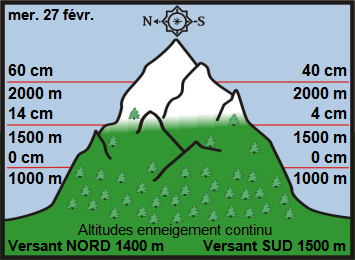 mer. 27 févr.
N S
60 cm 40 cm
2000 m 2000 m
14 cm 4 cm
1500 m 1500 m
0 cm 0 cm
1000 m 1000 m
Altitudes enneigement continu
Versant NORD 1400 m Versant SUD 1500 m